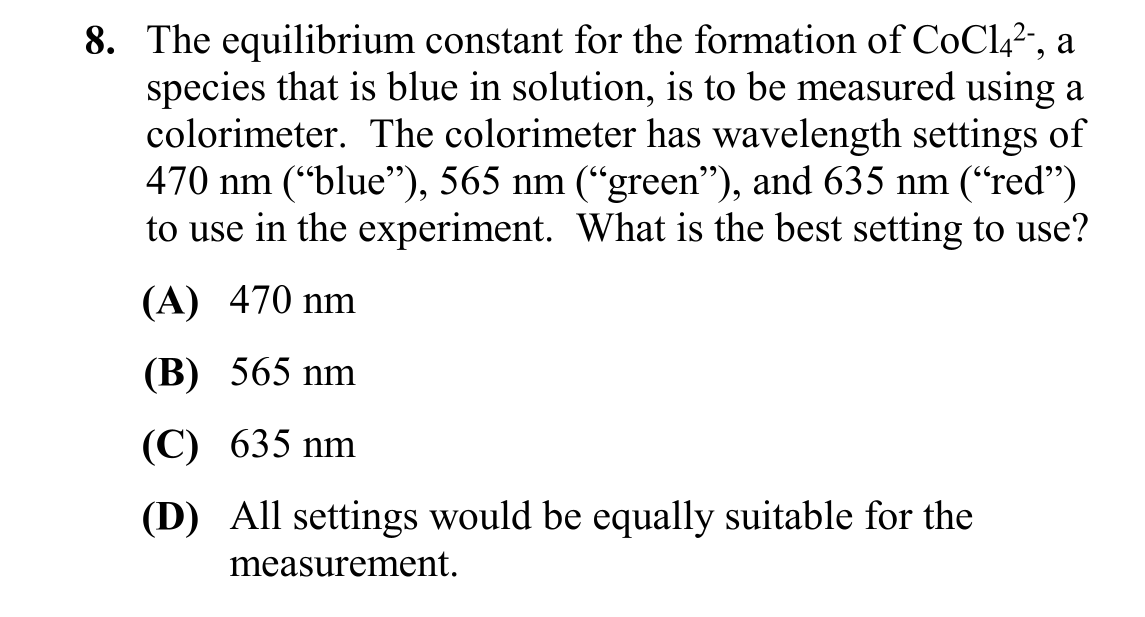 8. The equilibrium constant for the formation of CoCl₄²⁻, a
species that is blue in solution, is to be measured using a
colorimeter. The colorimeter has wavelength settings of
470 nm (“blue”), 565 nm (“green”), and 635 nm (“red”)
to use in the experiment. What is the best setting to use?
(A) 470 nm
(B) 565 nm
(C) 635 nm
(D) All settings would be equally suitable for the
measurement.